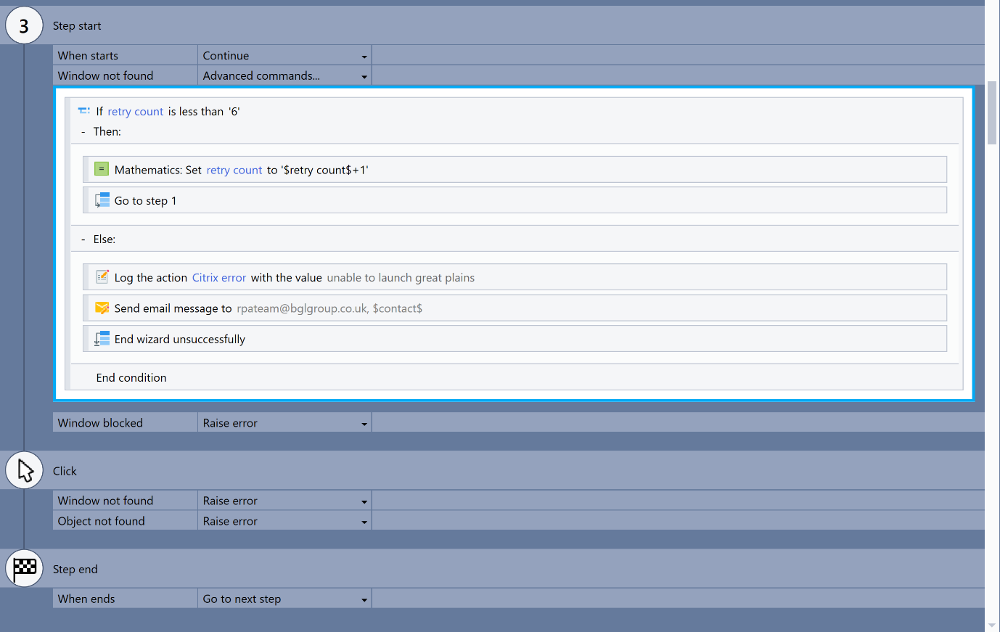 3 Step start
When starts Continue
Window not found Advanced commands...
If retry count is less than '6'
- Then:
= Mathematics: Set retry count to '$retry count$+1'
Go to step 1
- Else:
Log the action Citrix error with the value unable to launch great plains
Send email message to rpateam@bglgroup.co.uk, $contact$
End wizard unsuccessfully
End condition
Window blocked Raise error
Click
Window not found Raise error
Object not found Raise error
Step end
When ends Go to next step